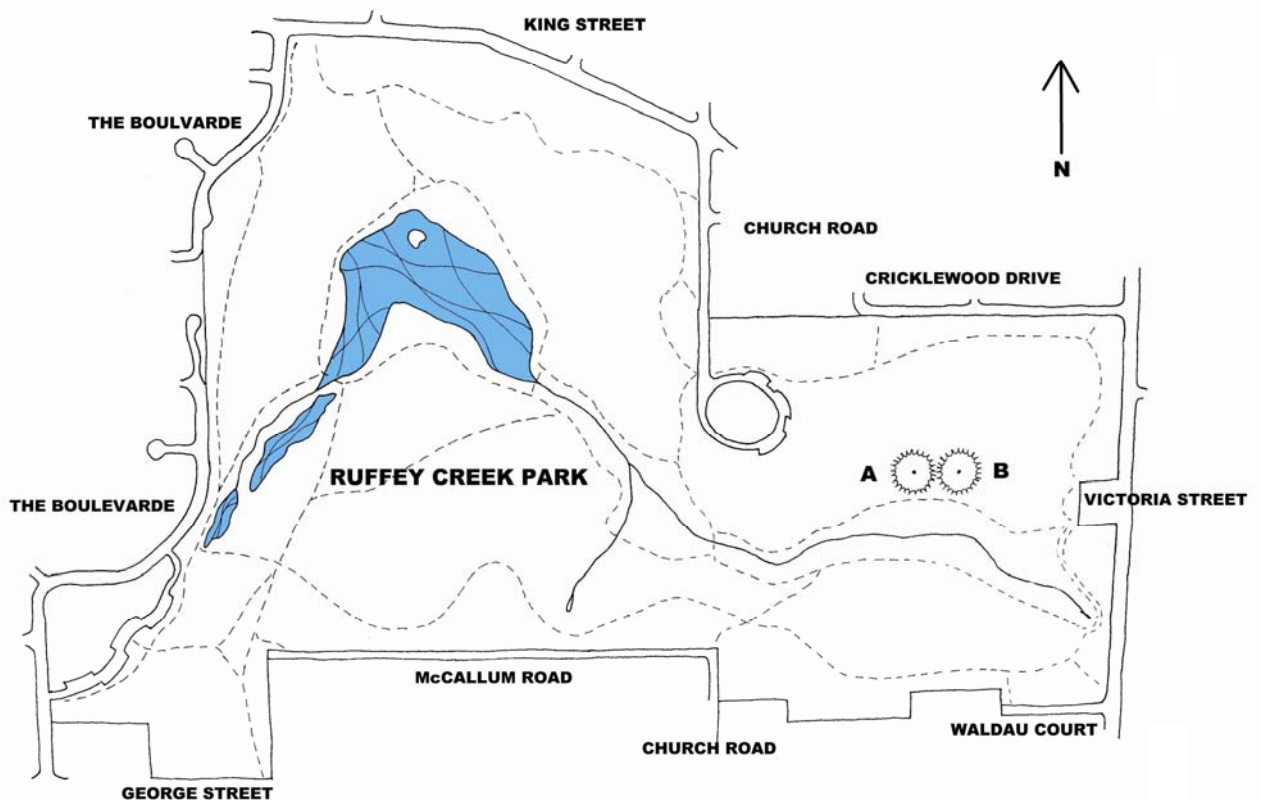 KING STREET
THE BOULVARDE
N
CHURCH ROAD
CRICKLEWOOD DRIVE
RUFFEY CREEK PARK
A
B
VICTORIA STREET
THE BOULEVARDE
McCALLUM ROAD
WALDAU COURT
CHURCH ROAD
GEORGE STREET